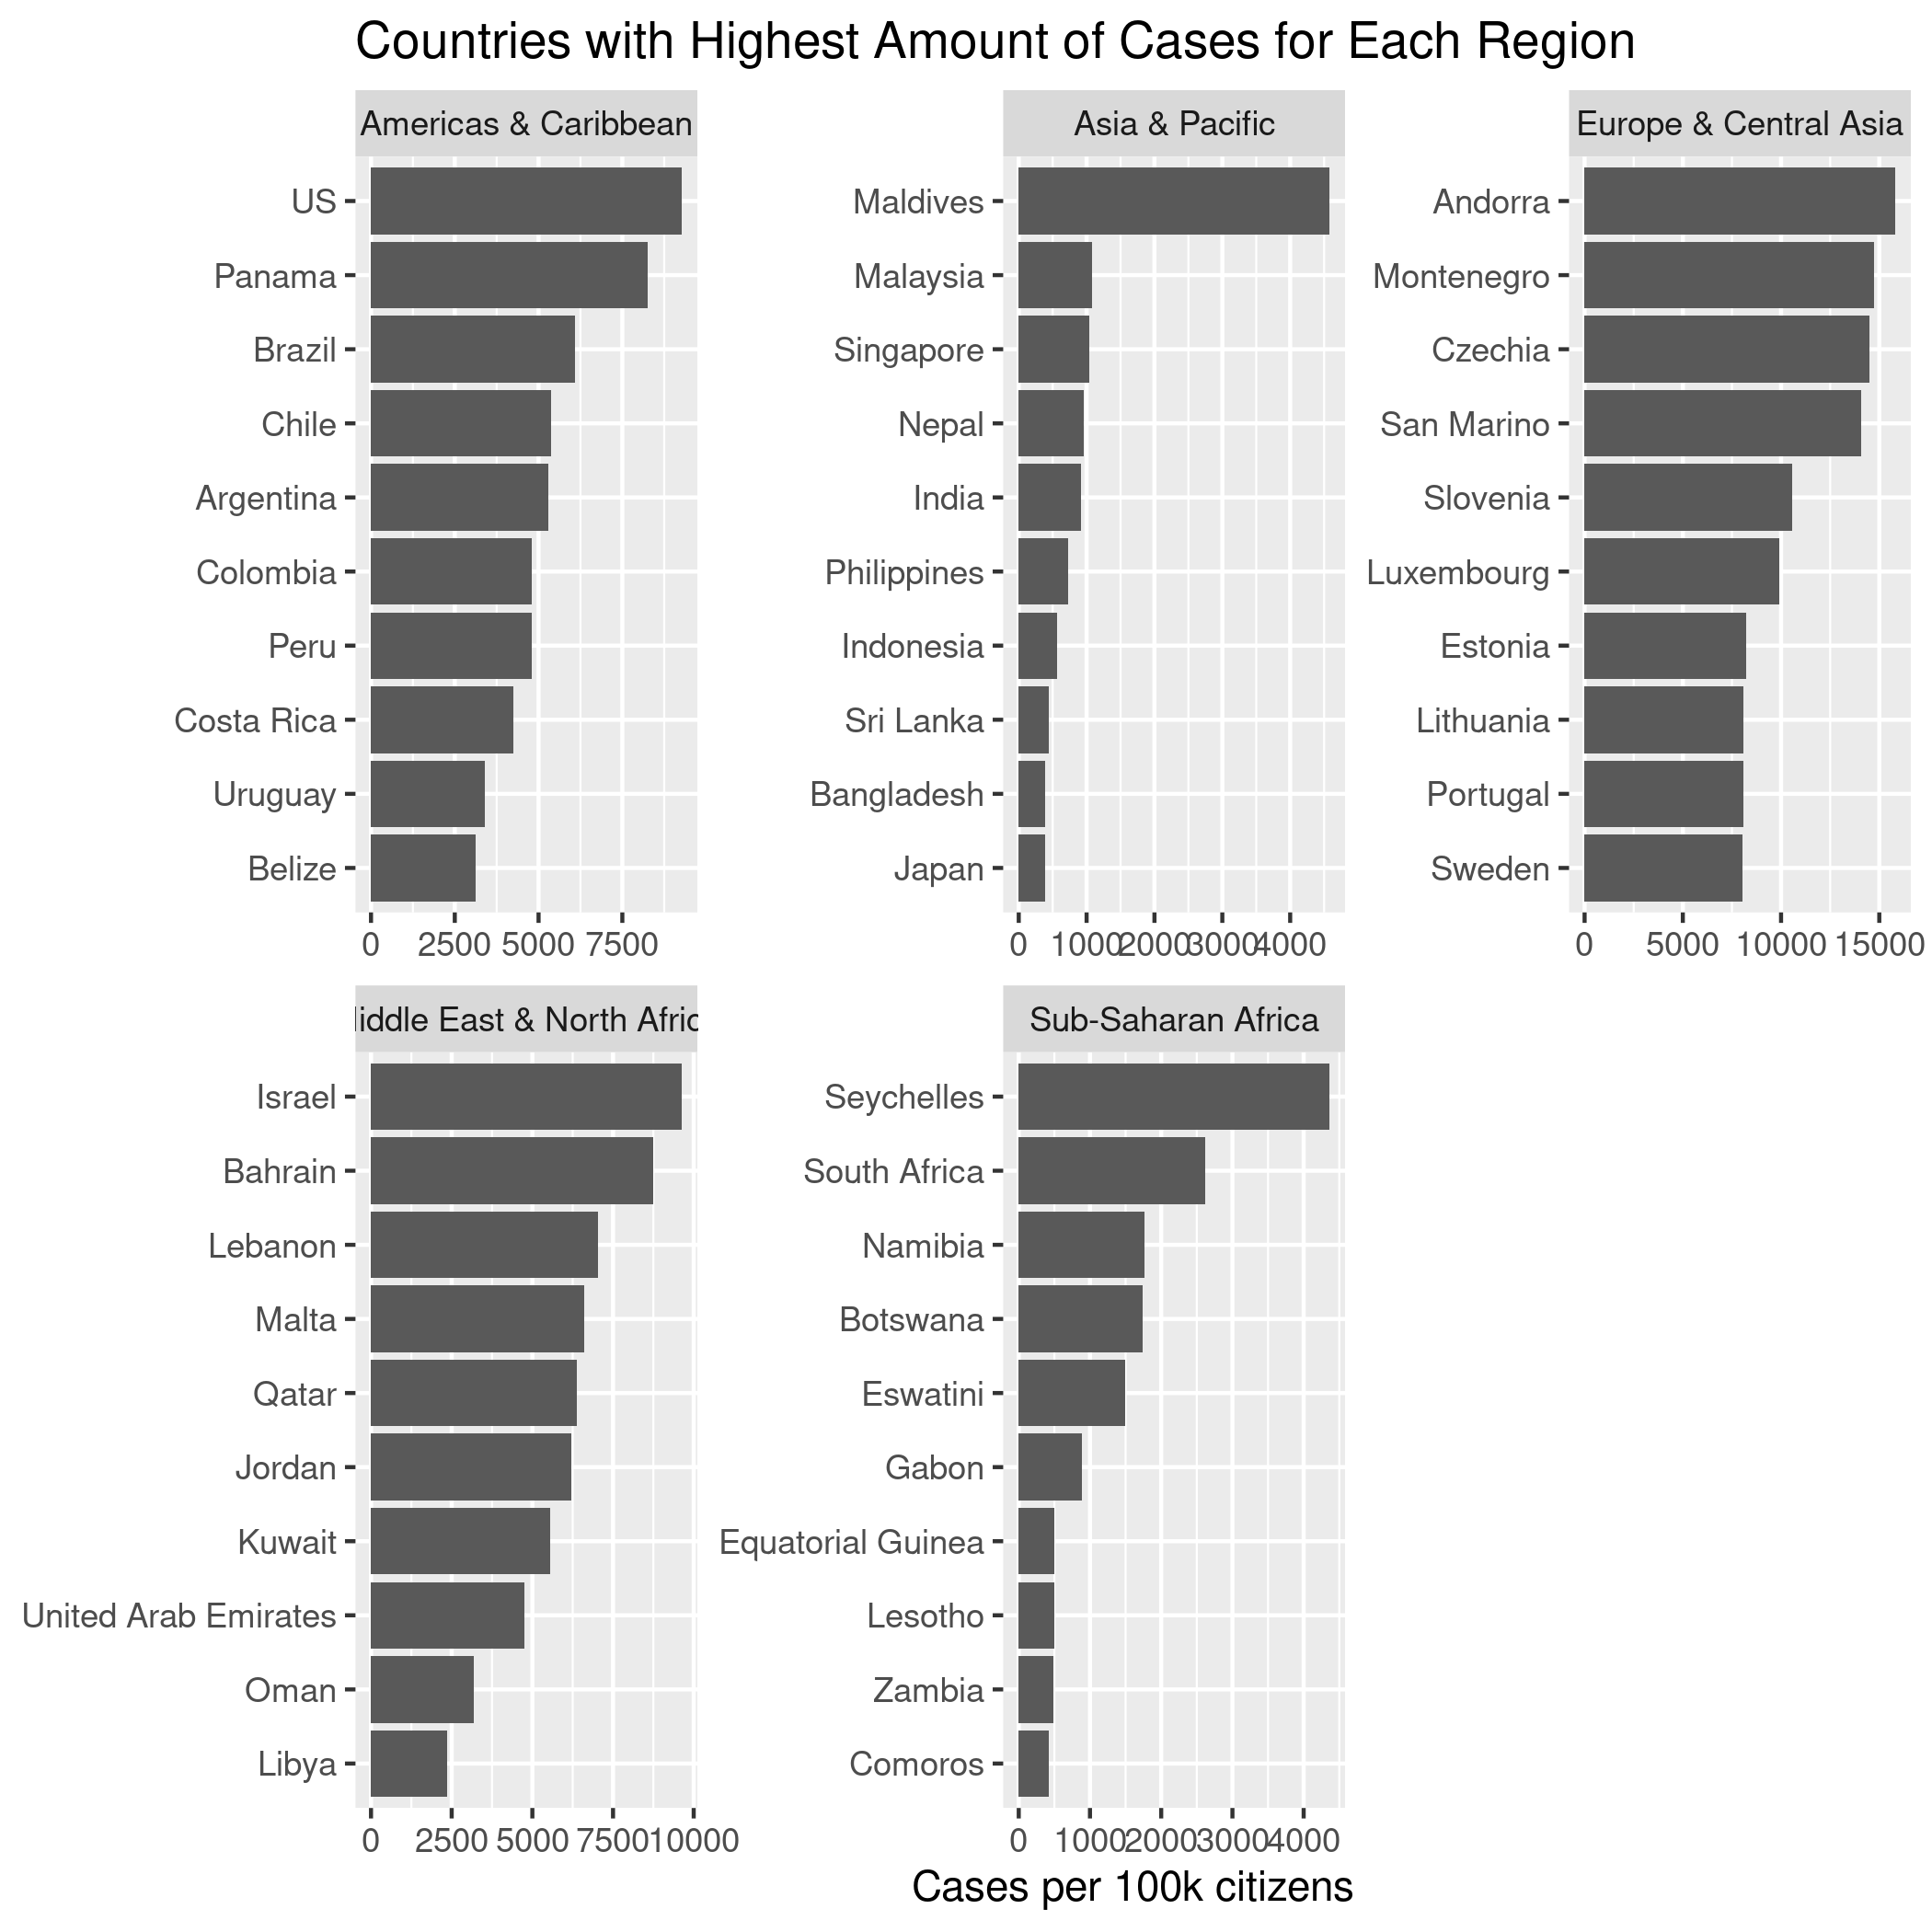 Countries with Highest Amount of Cases for Each Region
Americas & Caribbean
US
Panama
Brazil
Chile
Argentina
Colombia
Peru
Costa Rica
Uruguay
Belize
0 2500 5000 7500
Asia & Pacific
Maldives
Malaysia
Singapore
Nepal
India
Philippines
Indonesia
Sri Lanka
Bangladesh
Japan
0 1000 2000 3000 4000
Europe & Central Asia
Andorra
Montenegro
Czechia
San Marino
Slovenia
Luxembourg
Estonia
Lithuania
Portugal
Sweden
0 5000 10000 15000
iddle East & North Afric
Israel
Bahrain
Lebanon
Malta
Qatar
Jordan
Kuwait
United Arab Emirates
Oman
Libya
0 2500 5000 7500 10000
Sub-Saharan Africa
Seychelles
South Africa
Namibia
Botswana
Eswatini
Gabon
Equatorial Guinea
Lesotho
Zambia
Comoros
0 1000 2000 3000 4000
Cases per 100k citizens